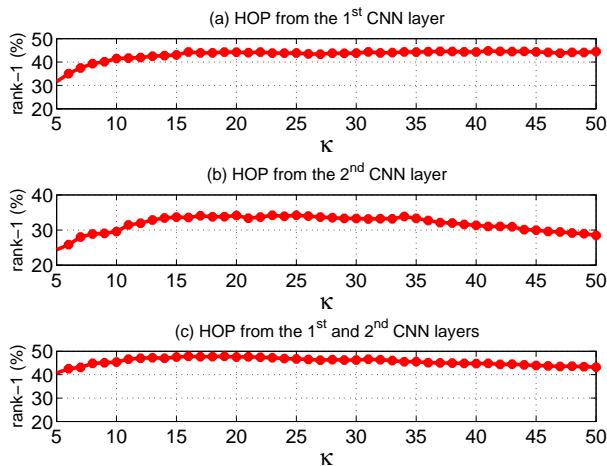 (a) HOP from the 1st CNN layer
50
40
30
20
rank−1 (%)
5 10 15 20 25 30 35 40 45 50
κ
(b) HOP from the 2nd CNN layer
40
30
20
rank−1 (%)
5 10 15 20 25 30 35 40 45 50
κ
(c) HOP from the 1st and 2nd CNN layers
50
40
30
20
rank−1 (%)
5 10 15 20 25 30 35 40 45 50
κ